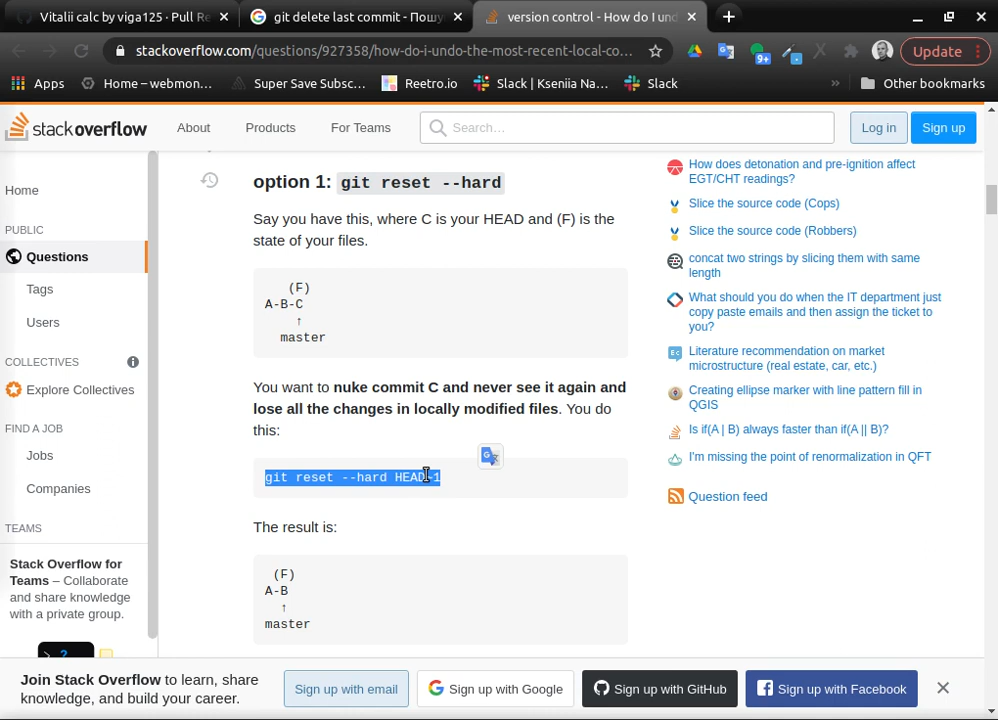 Vitalii calc by viga125 · Pull Re
git delete last commit - Пошу
version control - How do I und
stackoverflow.com/questions/927358/how-do-i-undo-the-most-recent-local-co...
9+
Update
Apps
Home – webmon...
Super Save Subsc...
Reetro.io
Slack | Kseniia Na...
Slack
»
Other bookmarks
stackoverflow
About
Products
For Teams
Search...
Log in
Sign up
Home
PUBLIC
Questions
Tags
Users
COLLECTIVES
Explore Collectives
FIND A JOB
Jobs
Companies
TEAMS
Stack Overflow for
Teams – Collaborate
and share knowledge
with a private group.
>_ ?
option 1: git reset --hard
Say you have this, where C is your HEAD and (F) is the
state of your files.
(F)
A-B-C
↑
master
You want to nuke commit C and never see it again and
lose all the changes in locally modified files. You do
this:
git reset --hard HEAD~1
The result is:
(F)
A-B
↑
master
How does detonation and pre-ignition affect
EGT/CHT readings?
Slice the source code (Cops)
Slice the source code (Robbers)
concat two strings by slicing them with same
length
What should you do when the IT department just
copy paste emails and then assign the ticket to
you?
Literature recommendation on market
microstructure (real estate, car, etc.)
Creating ellipse marker with line pattern fill in
QGIS
Is if(A | B) always faster than if(A || B)?
I'm missing the point of renormalization in QFT
Question feed
Join Stack Overflow to learn, share
knowledge, and build your career.
Sign up with email
Sign up with Google
Sign up with GitHub
Sign up with Facebook